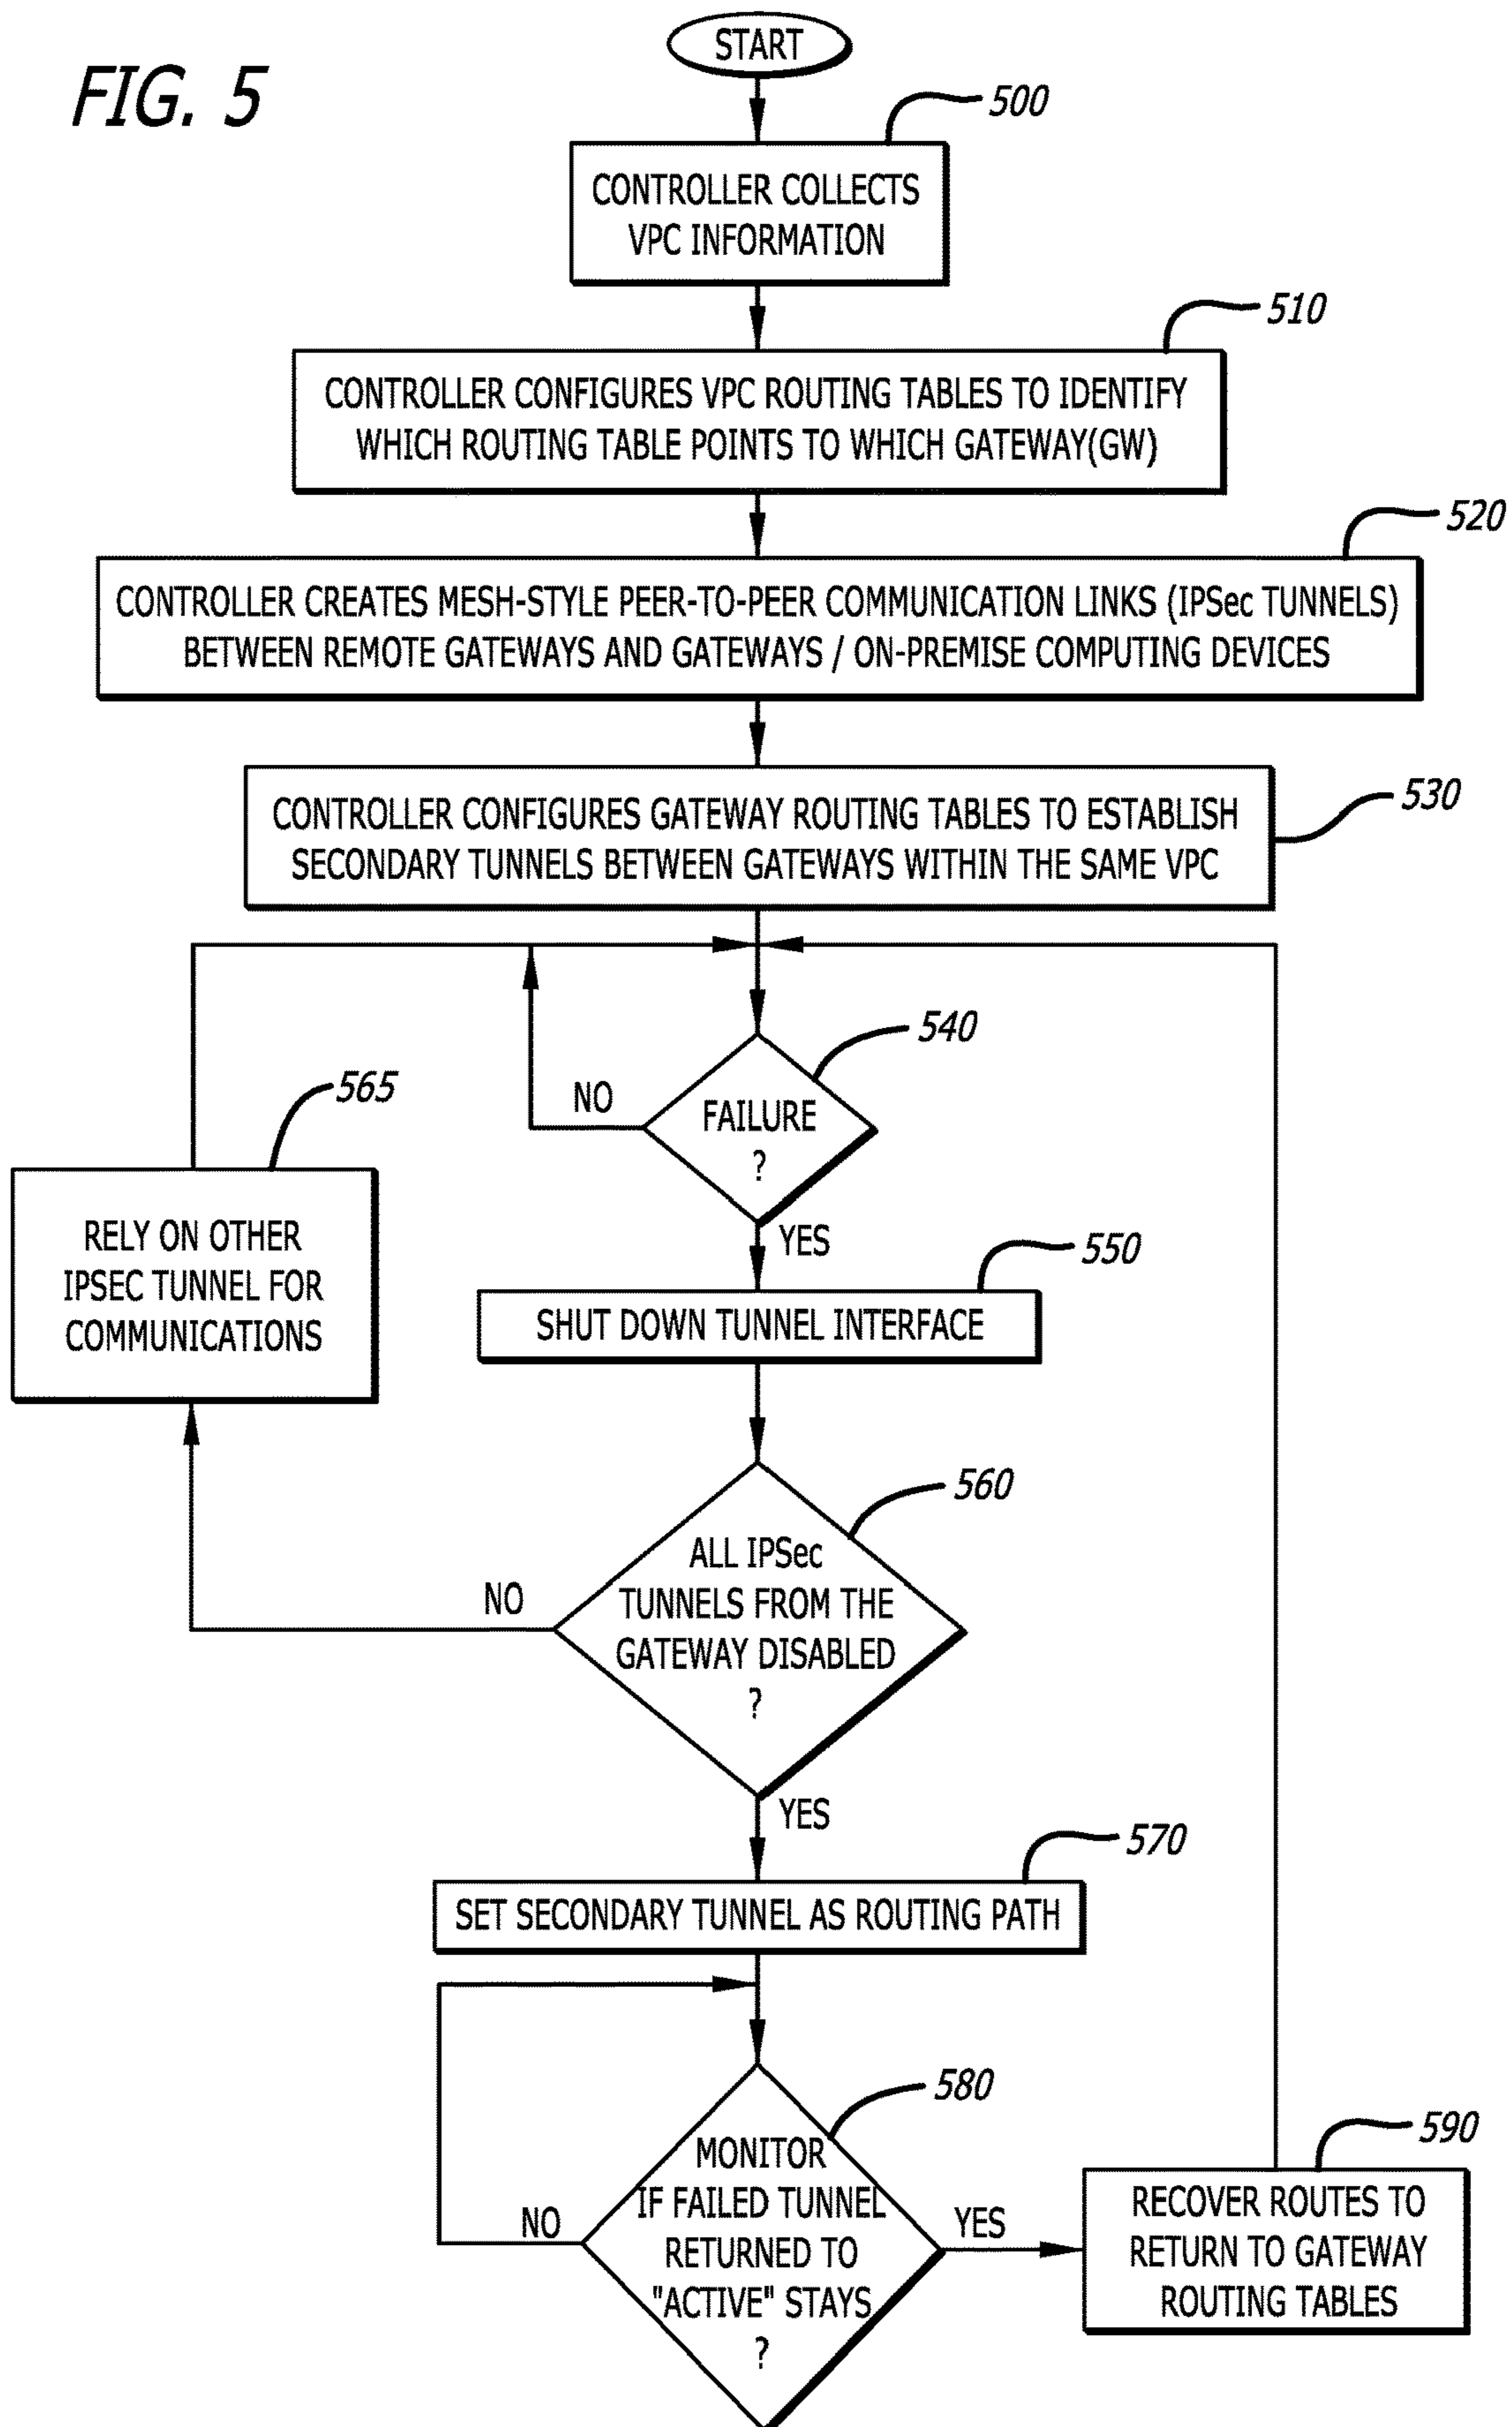 FIG. 5
START
500
CONTROLLER COLLECTS
VPC INFORMATION
510
CONTROLLER CONFIGURES VPC ROUTING TABLES TO IDENTIFY
WHICH ROUTING TABLE POINTS TO WHICH GATEWAY(GW)
520
CONTROLLER CREATES MESH-STYLE PEER-TO-PEER COMMUNICATION LINKS (IPSec TUNNELS)
BETWEEN REMOTE GATEWAYS AND GATEWAYS / ON-PREMISE COMPUTING DEVICES
530
CONTROLLER CONFIGURES GATEWAY ROUTING TABLES TO ESTABLISH
SECONDARY TUNNELS BETWEEN GATEWAYS WITHIN THE SAME VPC
540
FAILURE
?
NO
YES
565
RELY ON OTHER
IPSEC TUNNEL FOR
COMMUNICATIONS
550
SHUT DOWN TUNNEL INTERFACE
560
ALL IPSec
TUNNELS FROM THE
GATEWAY DISABLED
?
NO
YES
570
SET SECONDARY TUNNEL AS ROUTING PATH
580
MONITOR
IF FAILED TUNNEL
RETURNED TO
"ACTIVE" STAYS
?
NO
YES
590
RECOVER ROUTES TO
RETURN TO GATEWAY
ROUTING TABLES